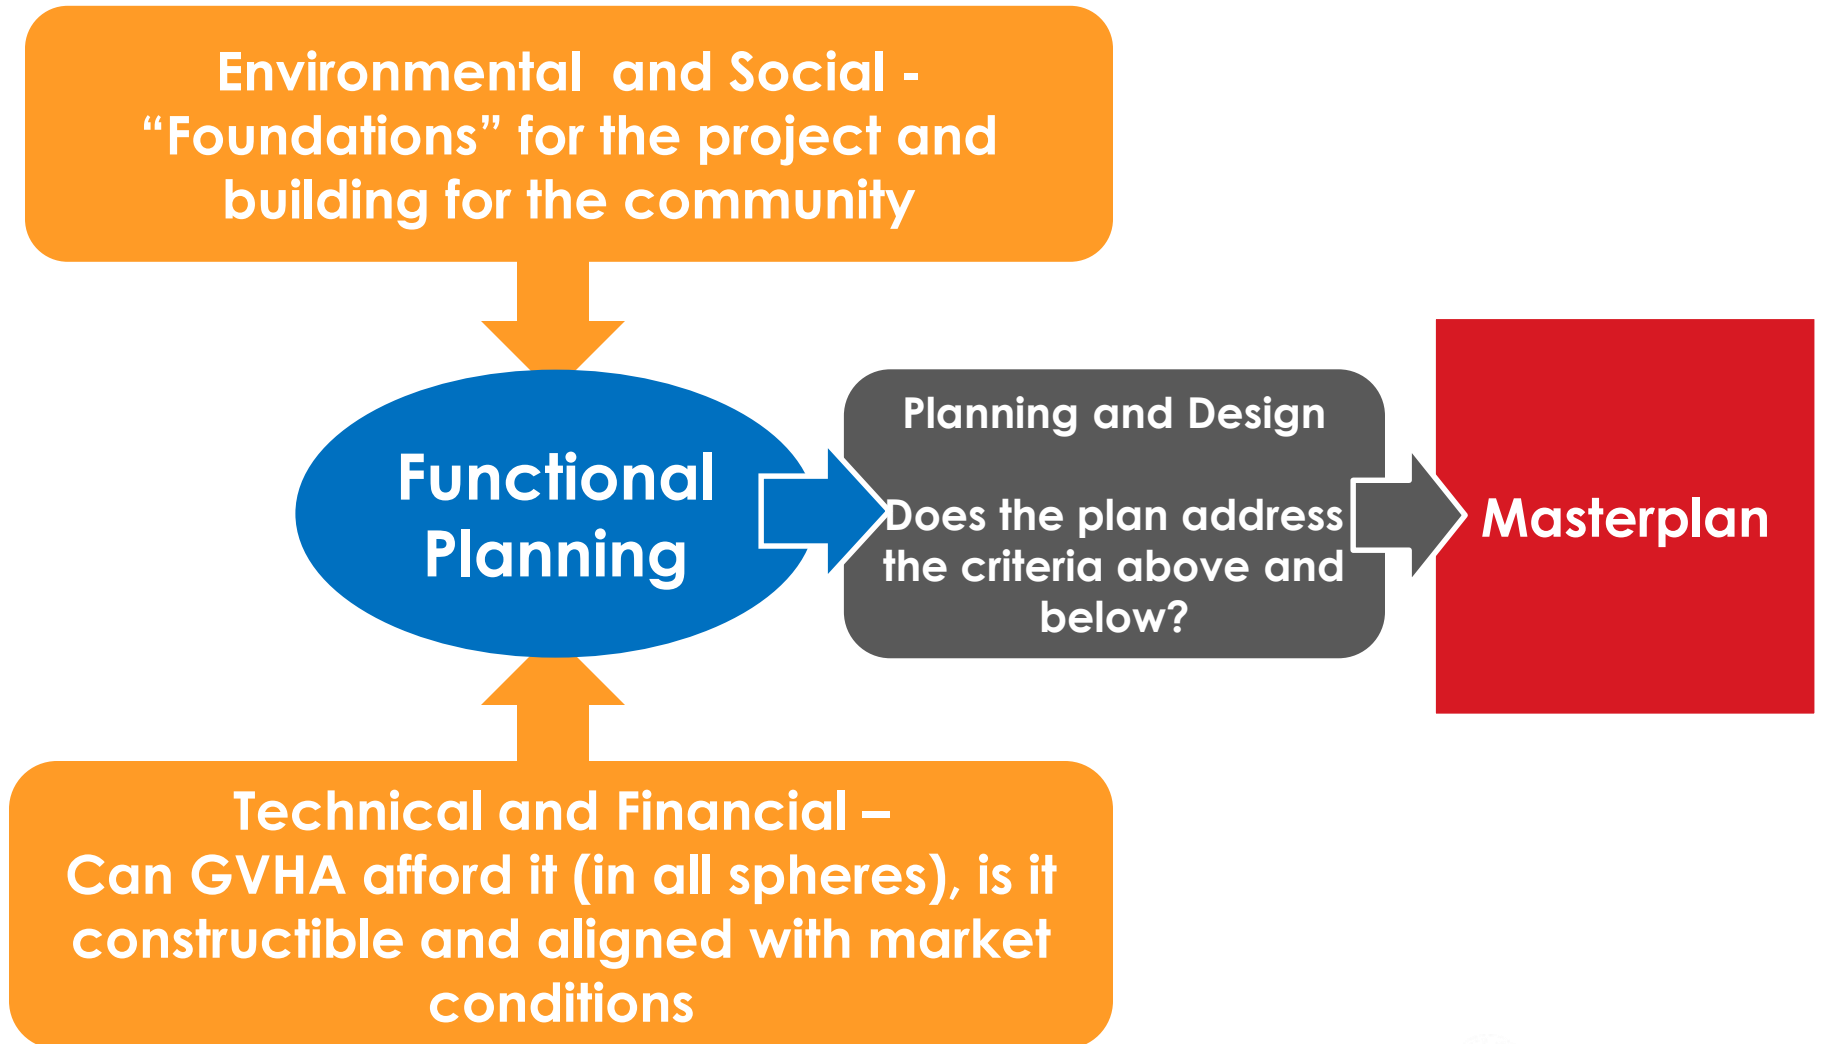 Environmental and Social -
“Foundations” for the project and
building for the community
Functional
Planning
Planning and Design
Does the plan address
the criteria above and
below?
Masterplan
Technical and Financial –
Can GVHA afford it (in all spheres), is it
constructible and aligned with market
conditions